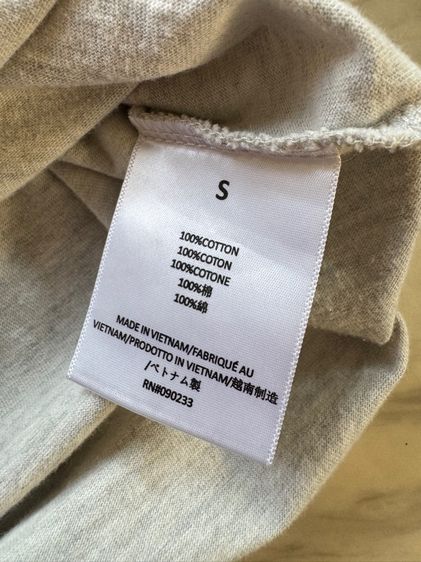 S
100%COTTON
100%COTON
100%COTONE
100%棉
100%綿
MADE IN VIETNAM/FABRIQUÉ AU
VIETNAM/PRODOTTO IN VIETNAM/越南制造
/ベトナム製
RN#090233